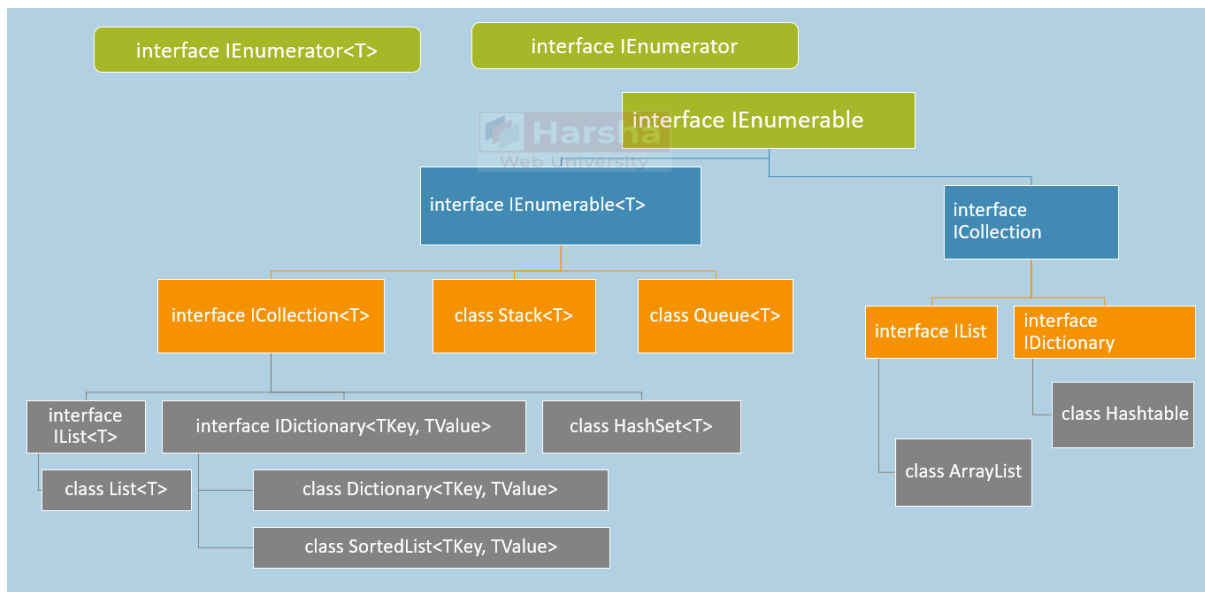 interface IEnumerator<T>
interface IEnumerator
interface IEnumerable
Harsha
Web University
interface IEnumerable<T>
interface
ICollection
interface ICollection<T>
class Stack<T>
class Queue<T>
interface IList
interface
IDictionary
interface
IList<T>
interface IDictionary<TKey, TValue>
class HashSet<T>
class Hashtable
class List<T>
class Dictionary<TKey, TValue>
class ArrayList
class SortedList<TKey, TValue>